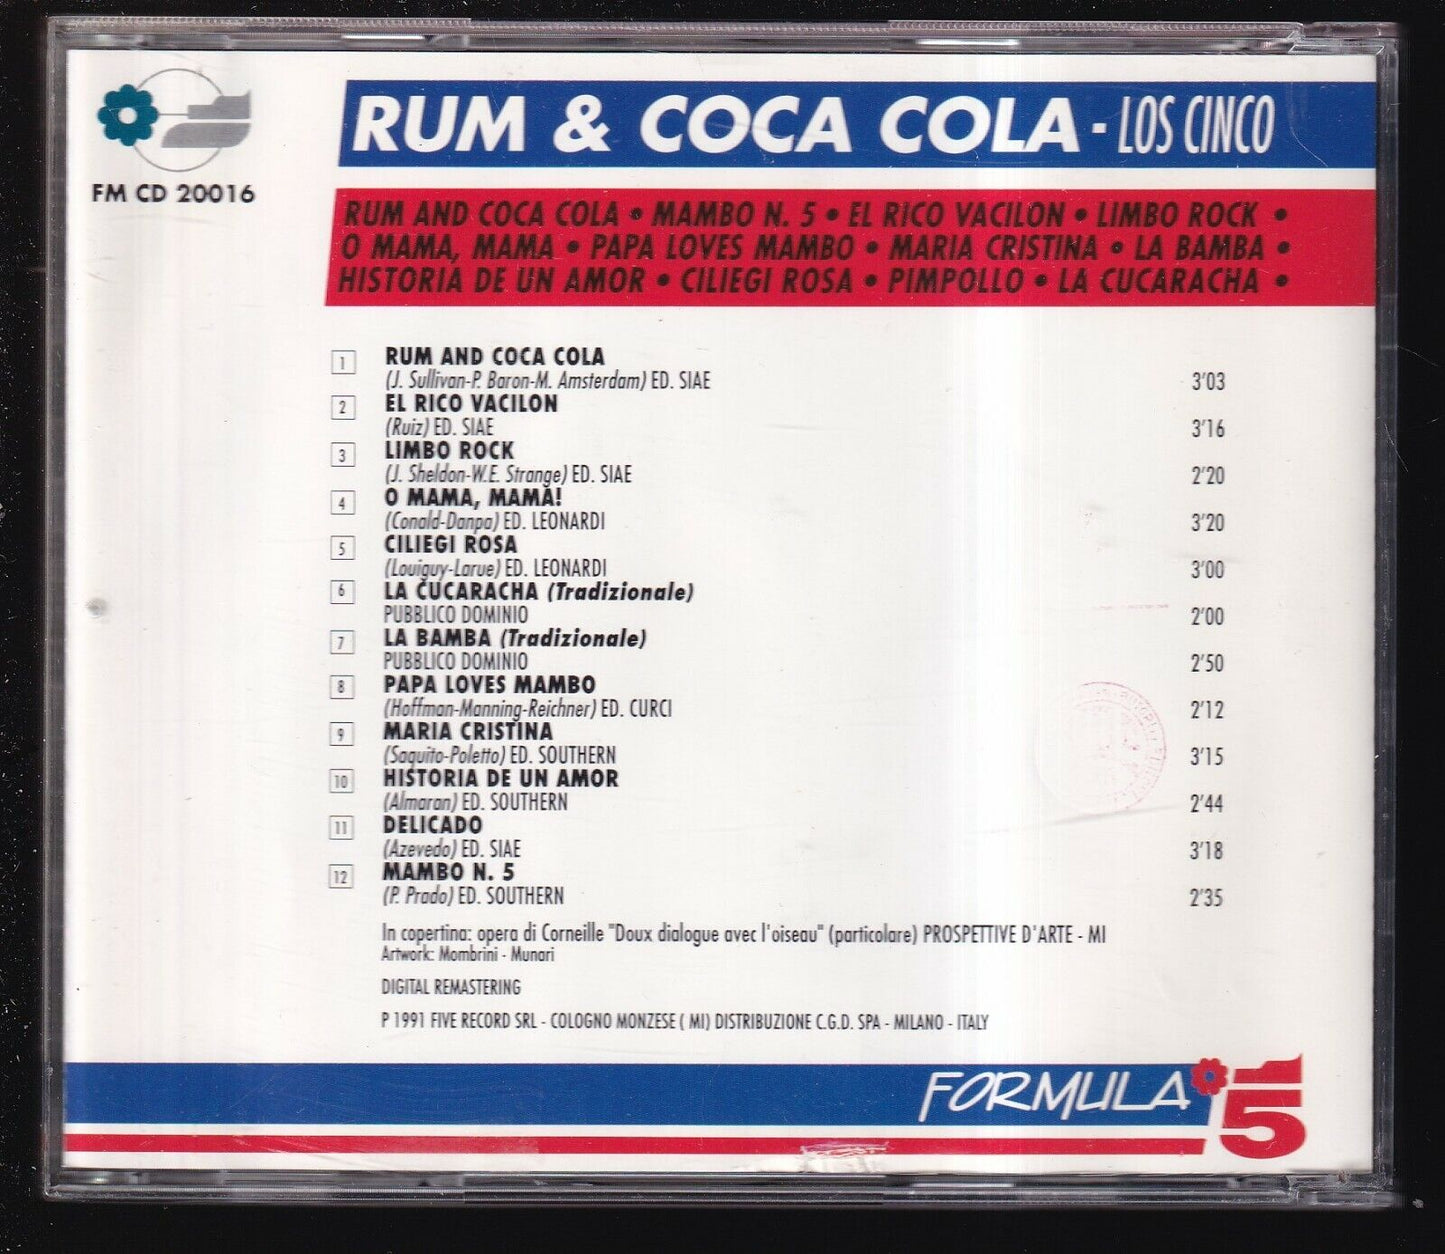 FM CD 20016
RUM & COCA COLA - LOS CINCO
RUM AND COCA COLA • MAMBO N. 5 • EL RICO VACILON • LIMBO ROCK •
O MAMA, MAMA • PAPA LOVES MAMBO • MARIA CRISTINA • LA BAMBA •
HISTORIA DE UN AMOR • CILIEGI ROSA • PIMPOLLO • LA CUCARACHA •
1 RUM AND COCA COLA
(J. Sullivan-P. Baron-M. Amsterdam) ED. SIAE 3'03
2 EL RICO VACILON
(Ruiz) ED. SIAE 3'16
3 LIMBO ROCK
(J. Sheldon-W.E. Strange) ED. SIAE 2'20
4 O MAMA, MAMÀ!
(Conald-Danpa) ED. LEONARDI 3'20
5 CILIEGI ROSA
(Louiguy-Larue) ED. LEONARDI 3'00
6 LA CUCARACHA (Tradizionale)
PUBBLICO DOMINIO 2'00
7 LA BAMBA (Tradizionale)
PUBBLICO DOMINIO 2'50
8 PAPA LOVES MAMBO
(Hoffman-Manning-Reichner) ED. CURCI 2'12
9 MARIA CRISTINA
(Saquito-Poletto) ED. SOUTHERN 3'15
10 HISTORIA DE UN AMOR
(Almaran) ED. SOUTHERN 2'44
11 DELICADO
(Azevedo) ED. SIAE 3'18
12 MAMBO N. 5
(P. Prado) ED. SOUTHERN 2'35
In copertina: opera di Corneille "Doux dialogue avec l'oiseau" (particolare) PROSPETTIVE D'ARTE - MI
Artwork: Mombrini - Munari
DIGITAL REMASTERING
P 1991 FIVE RECORD SRL - COLOGNO MONZESE ( MI) DISTRIBUZIONE C.G.D. SPA - MILANO - ITALY
FORMULA 5